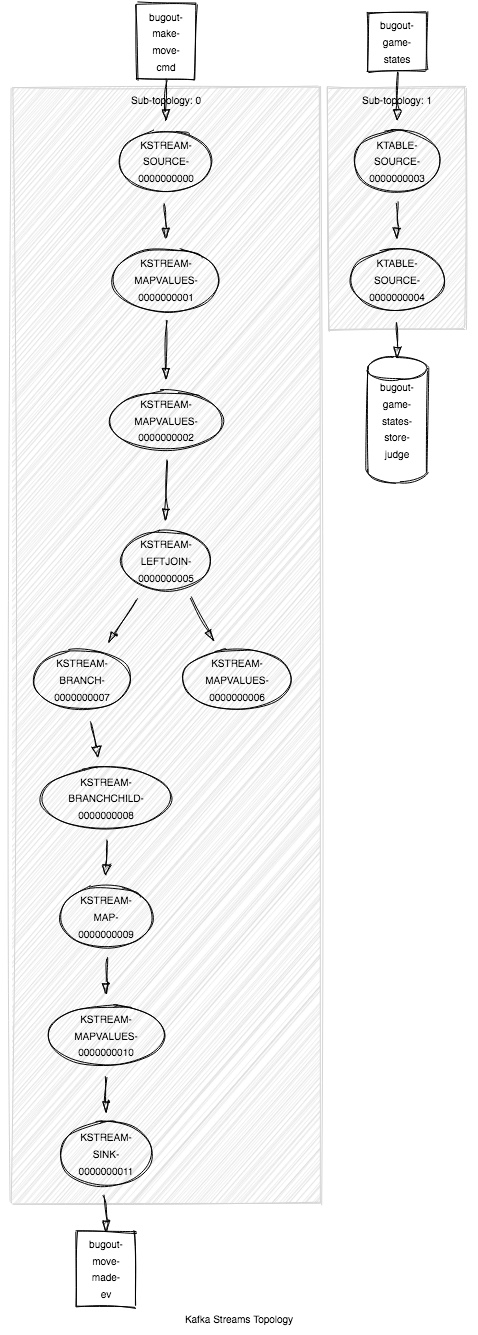 bugout-
make-
move-
cmd
bugout-
game-
states
Sub-topology: 0
Sub-topology: 1
KSTREAM-
SOURCE-
0000000000
KTABLE-
SOURCE-
0000000003
KSTREAM-
MAPVALUES-
0000000001
KTABLE-
SOURCE-
0000000004
bugout-
game-
states-
store-
judge
KSTREAM-
MAPVALUES-
0000000002
KSTREAM-
LEFTJOIN-
0000000005
KSTREAM-
BRANCH-
0000000007
KSTREAM-
MAPVALUES-
0000000006
KSTREAM-
BRANCHCHILD-
0000000008
KSTREAM-
MAP-
0000000009
KSTREAM-
MAPVALUES-
0000000010
KSTREAM-
SINK-
0000000011
bugout-
move-
made-
ev
Kafka Streams Topology